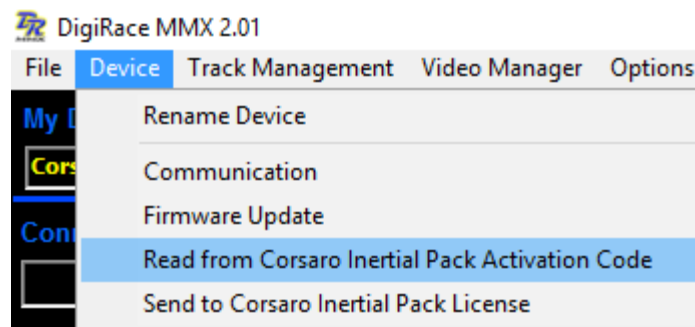 DigiRace MMX 2.01
File Device Track Management Video Manager Options
My
Rename Device
Communication
Firmware Update
Read from Corsaro Inertial Pack Activation Code
Send to Corsaro Inertial Pack License